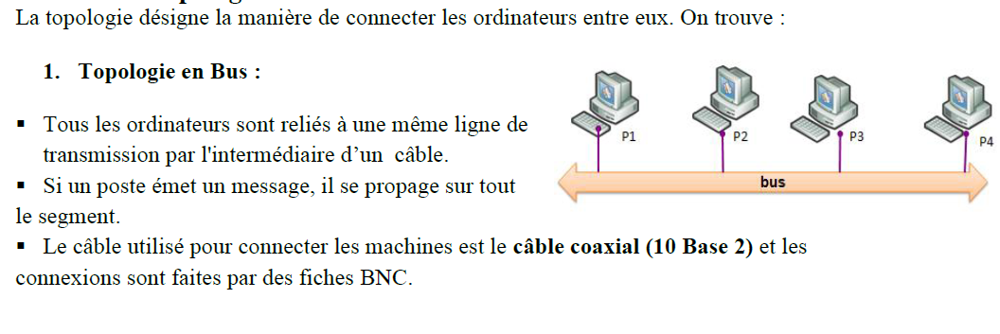 La topologie désigne la manière de connecter les ordinateurs entre eux. On trouve :
1. Topologie en Bus :
▪ Tous les ordinateurs sont reliés à une même ligne de
transmission par l'intermédiaire d’un câble.
▪ Si un poste émet un message, il se propage sur tout
le segment.
▪ Le câble utilisé pour connecter les machines est le câble coaxial (10 Base 2) et les
connexions sont faites par des fiches BNC.
P1
P2
P3
P4
bus